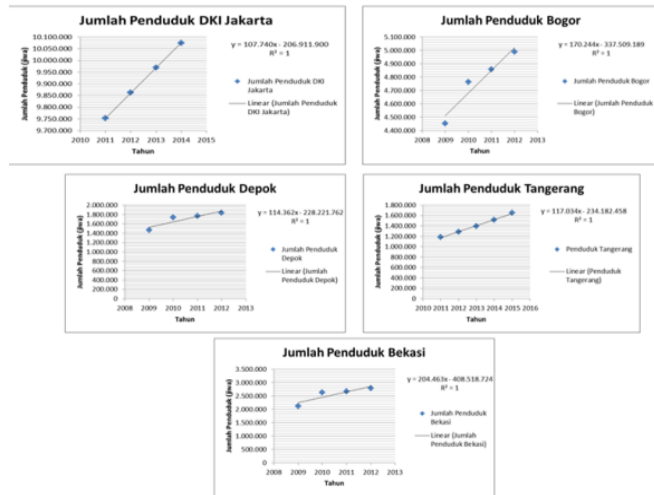 Jumlah Penduduk DKI Jakarta
Jumlah Penduduk (jiwa)
10.100.000
10.050.000
10.000.000
9.950.000
9.900.000
9.850.000
9.800.000
9.750.000
9.700.000
2010 2011 2012 2013 2014 2015
Tahun
y = 107.740x - 206.911.900
R² = 1
Jumlah Penduduk DKI
Jakarta
Linear (Jumlah Penduduk
DKI Jakarta)
Jumlah Penduduk Bogor
Jumlah Penduduk (jiwa)
5.100.000
5.000.000
4.900.000
4.800.000
4.700.000
4.600.000
4.500.000
4.400.000
2008 2009 2010 2011 2012 2013
Tahun
y = 170.244x - 337.509.189
R² = 1
Jumlah Penduduk Bogor
Linear (Jumlah Penduduk
Bogor)
Jumlah Penduduk Depok
Jumlah Penduduk (jiwa)
2.000.000
1.800.000
1.600.000
1.400.000
1.200.000
1.000.000
800.000
600.000
400.000
200.000
0
2008 2009 2010 2011 2012 2013
Tahun
y = 114.362x - 228.221.762
R² = 1
Jumlah Penduduk
Depok
Linear (Jumlah
Penduduk Depok)
Jumlah Penduduk Tangerang
Jumlah Penduduk (jiwa)
1.800.000
1.600.000
1.400.000
1.200.000
1.000.000
800.000
600.000
400.000
200.000
0
2010 2011 2012 2013 2014 2015 2016
Tahun
y = 117.034x - 234.182.458
R² = 1
Penduduk Tangerang
Linear (Penduduk
Tangerang)
Jumlah Penduduk Bekasi
Jumlah Penduduk (jiwa)
3.500.000
3.000.000
2.500.000
2.000.000
1.500.000
1.000.000
500.000
0
2008 2009 2010 2011 2012 2013
Tahun
y = 204.463x - 408.518.724
R² = 1
Jumlah Penduduk
Bekasi
Linear (Jumlah
Penduduk Bekasi)